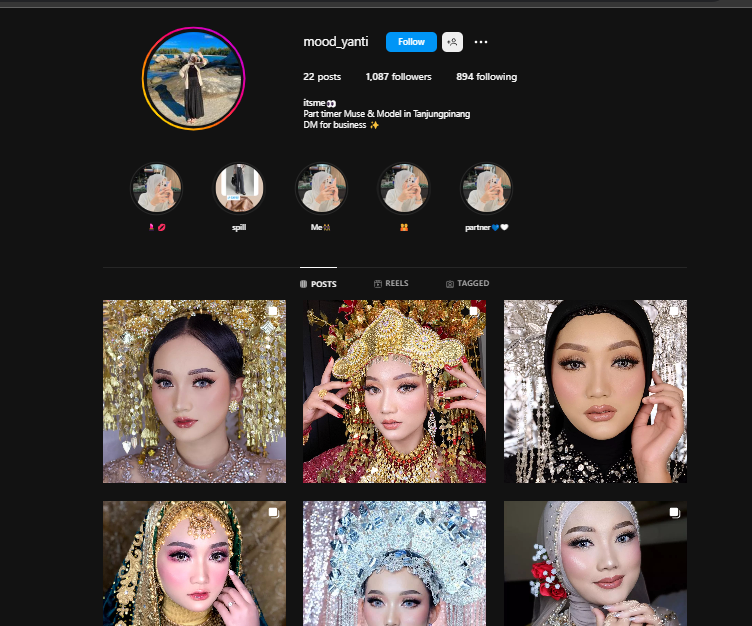 mood_yanti Follow
22 posts 1,087 followers 894 following
itsme👀
Part timer Muse & Model in Tanjungpinang
DM for business ✨
💄💋 spill Me partner💙🤍
POSTS REELS TAGGED